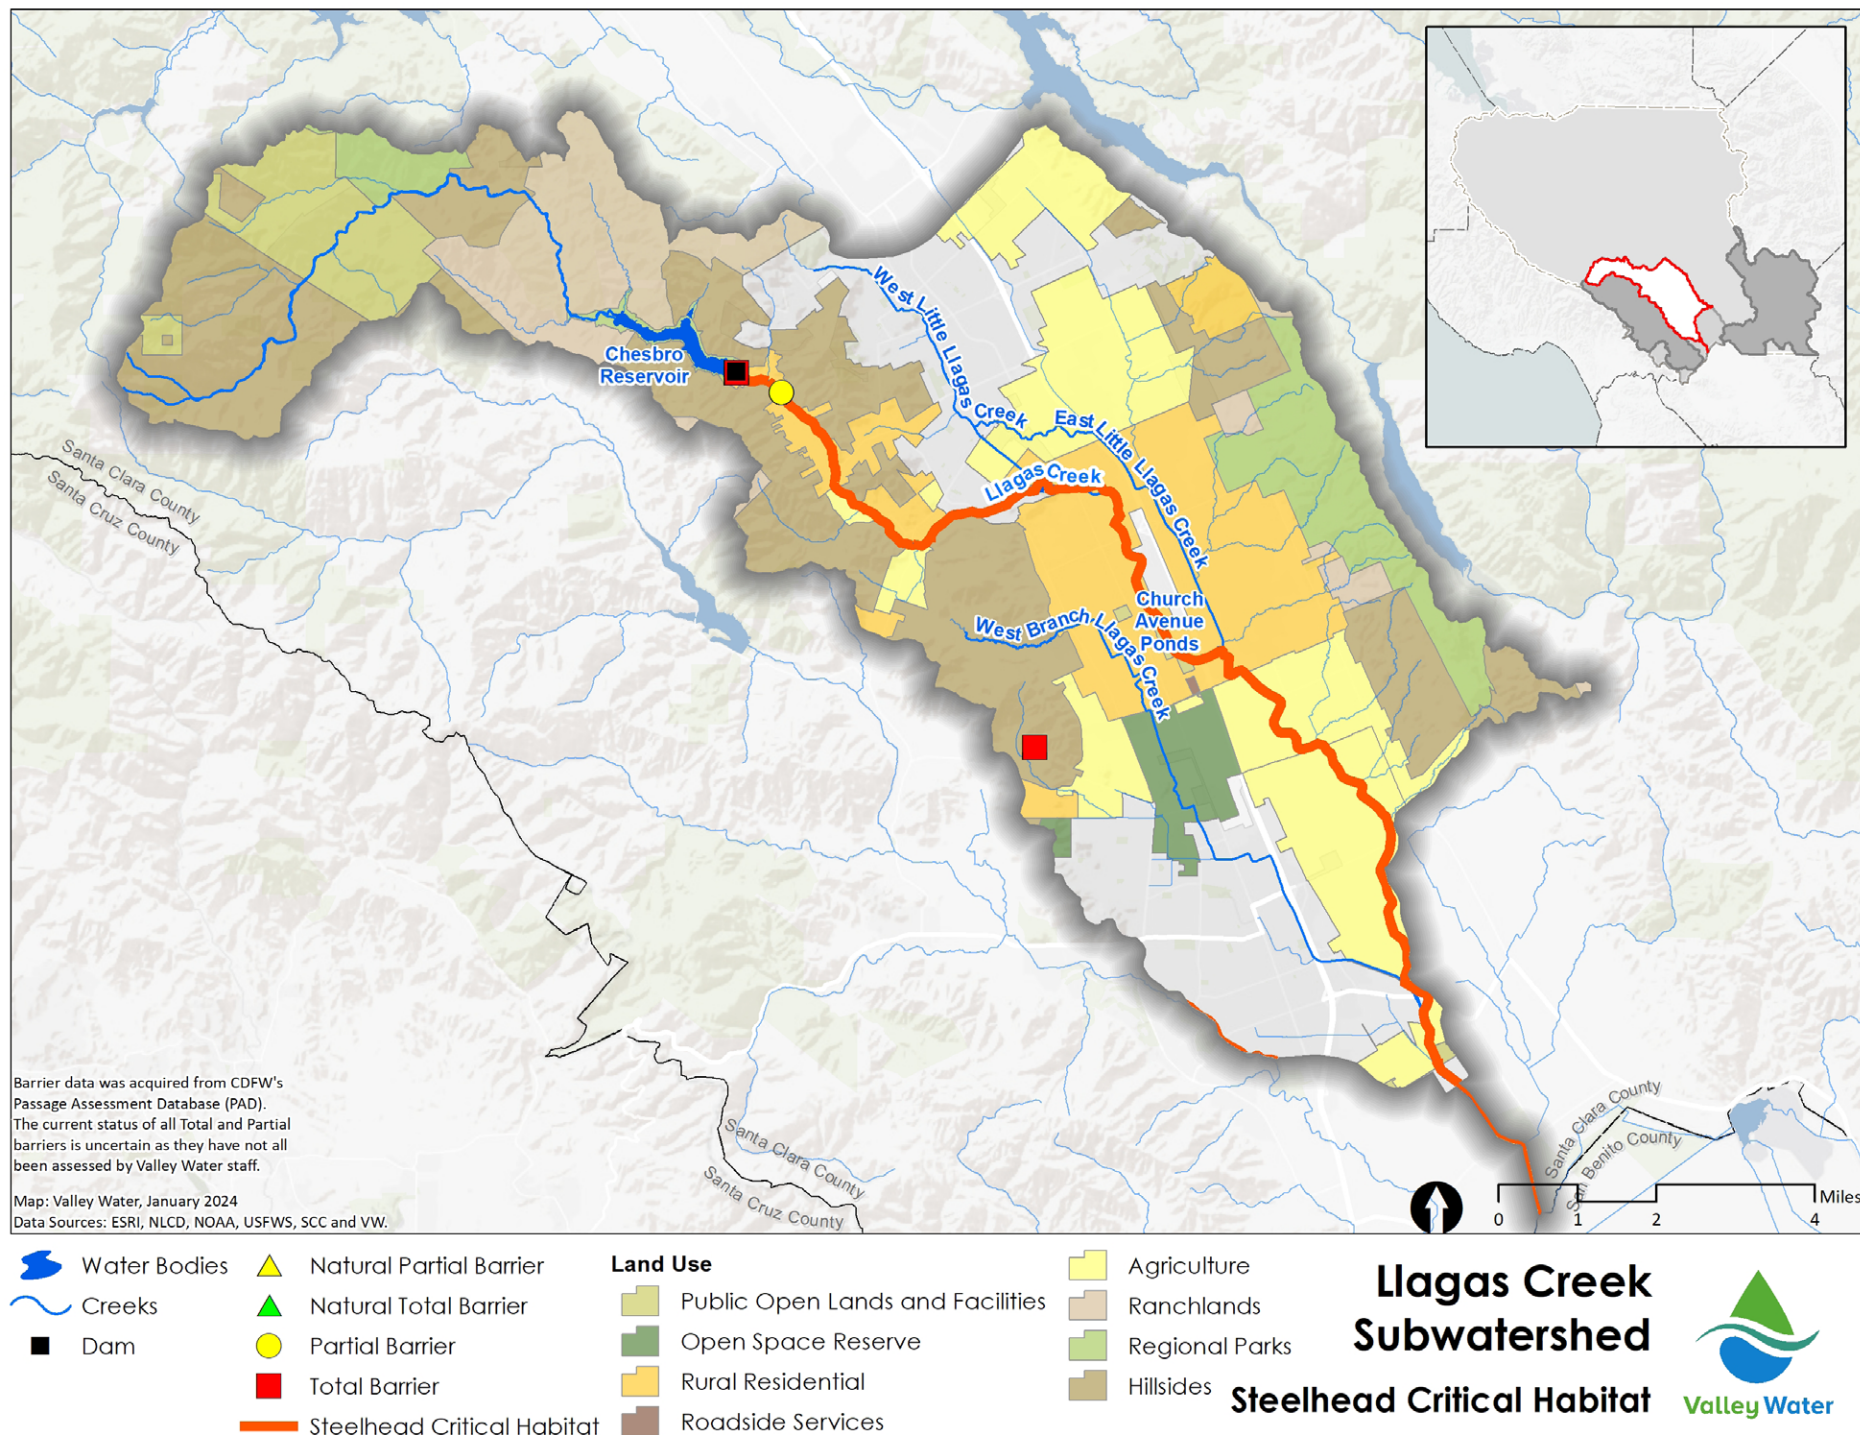 West Little Llagas Creek
Chesbro
Reservoir
East Little Llagas Creek
Llagas Creek
Santa Clara County
Santa Cruz County
Church
Avenue
Ponds
West Branch Llagas Creek
Barrier data was acquired from CDFW's
Passage Assessment Database (PAD).
The current status of all Total and Partial
barriers is uncertain as they have not all
been assessed by Valley Water staff.
Map: Valley Water, January 2024
Data Sources: ESRI, NLCD, NOAA, USFWS, SCC and VW.
Santa Clara County
Santa Cruz County
Santa Clara County
San Benito County
Miles
0 1 2 4
Water Bodies
Creeks
Dam
Natural Partial Barrier
Natural Total Barrier
Partial Barrier
Total Barrier
Steelhead Critical Habitat
Land Use
Public Open Lands and Facilities
Open Space Reserve
Rural Residential
Roadside Services
Agriculture
Ranchlands
Regional Parks
Hillsides
Llagas Creek
Subwatershed
Steelhead Critical Habitat
Valley Water